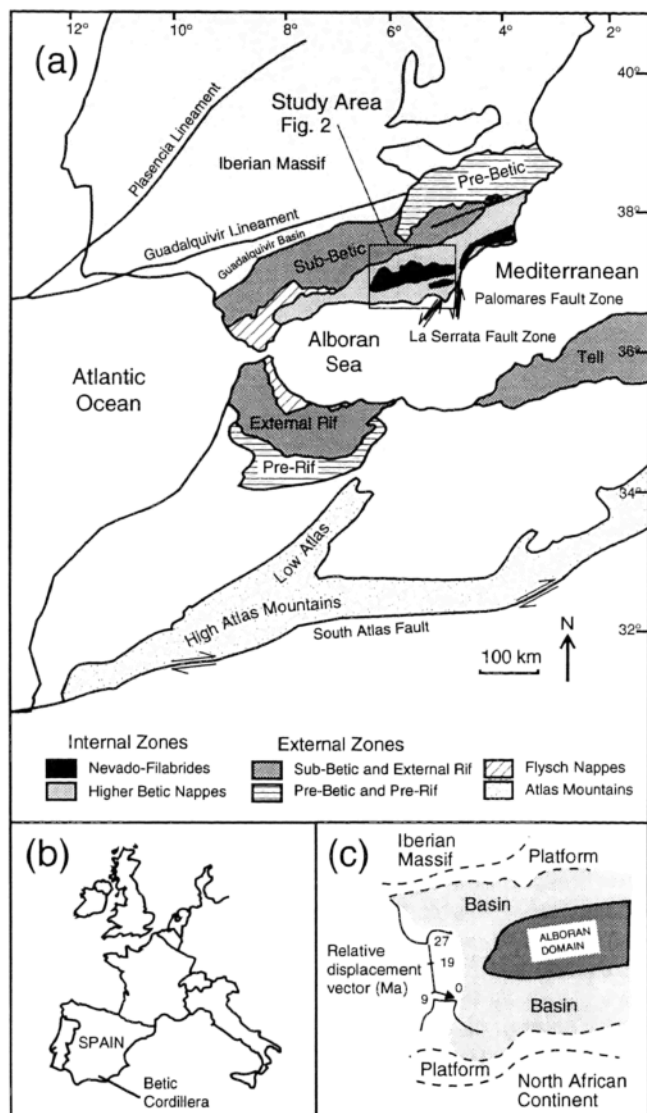 12° 10° 8° 6° 4° 2°
(a)
40°
Study Area
Fig. 2
Plasencia Lineament
Iberian Massif
Pre-Betic
38°
Guadalquivir Lineament
Guadalquivir Basin
Sub-Betic
Mediterranean
Palomares Fault Zone
La Serrata Fault Zone
Alboran
Sea
36°
Tell
Atlantic
Ocean
External Rif
Pre-Rif
34°
Low Atlas
High Atlas Mountains
South Atlas Fault
32°
N
100 km
Internal Zones
Nevado-Filabrides
Higher Betic Nappes
External Zones
Sub-Betic and External Rif
Pre-Betic and Pre-Rif
Flysch Nappes
Atlas Mountains
(b)
SPAIN
Betic
Cordillera
(c)
Iberian
Massif
Platform
Basin
ALBORAN
DOMAIN
Relative
displacement
vector (Ma)
27
19
0
9
Basin
Platform
North African
Continent